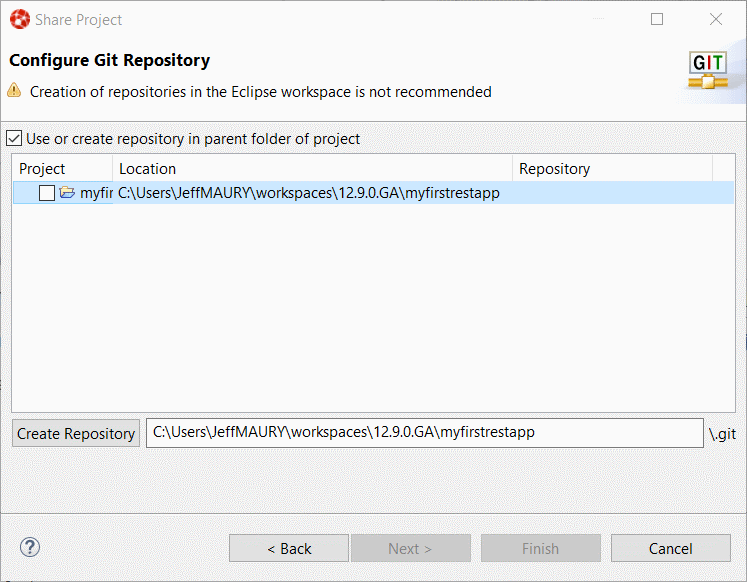 Share Project
Configure Git Repository
GIT
Creation of repositories in the Eclipse workspace is not recommended
Use or create repository in parent folder of project
Project Location Repository
myfir C:\Users\JeffMAURY\workspaces\12.9.0.GA\myfirstrestapp
Create Repository C:\Users\JeffMAURY\workspaces\12.9.0.GA\myfirstrestapp \.git
? < Back Next > Finish Cancel